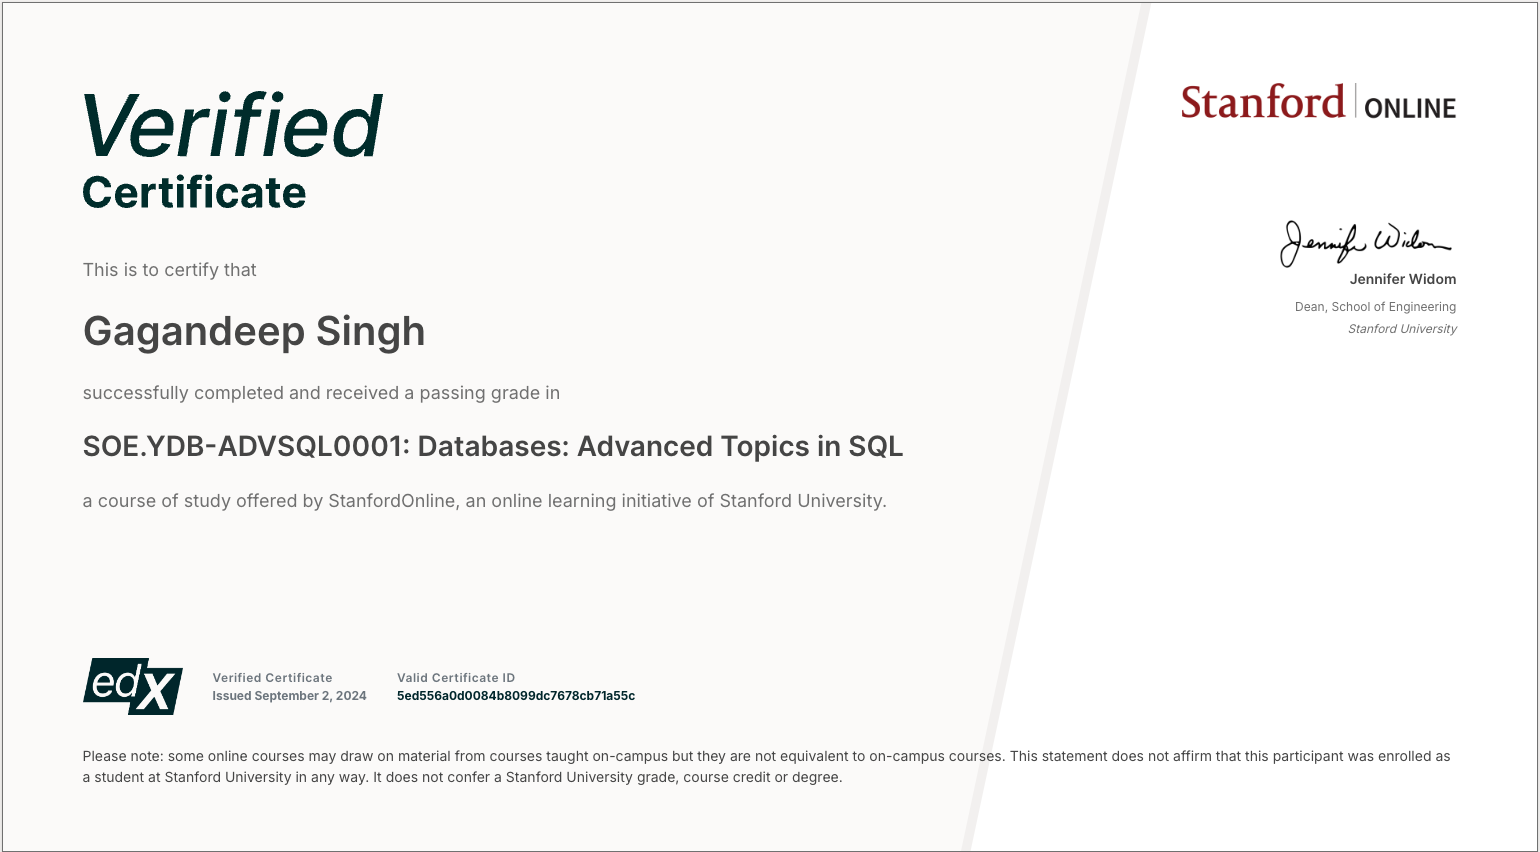 Verified
Certificate
This is to certify that
Gagandeep Singh
successfully completed and received a passing grade in
SOE.YDB-ADVSQL0001: Databases: Advanced Topics in SQL
a course of study offered by StanfordOnline, an online learning initiative of Stanford University.
Stanford | ONLINE
Jennifer Widom
Jennifer Widom
Dean, School of Engineering
Stanford University
edX
Verified Certificate
Issued September 2, 2024
Valid Certificate ID
5ed556a0d0084b8099dc7678cb71a55c
Please note: some online courses may draw on material from courses taught on-campus but they are not equivalent to on-campus courses. This statement does not affirm that this participant was enrolled as
a student at Stanford University in any way. It does not confer a Stanford University grade, course credit or degree.